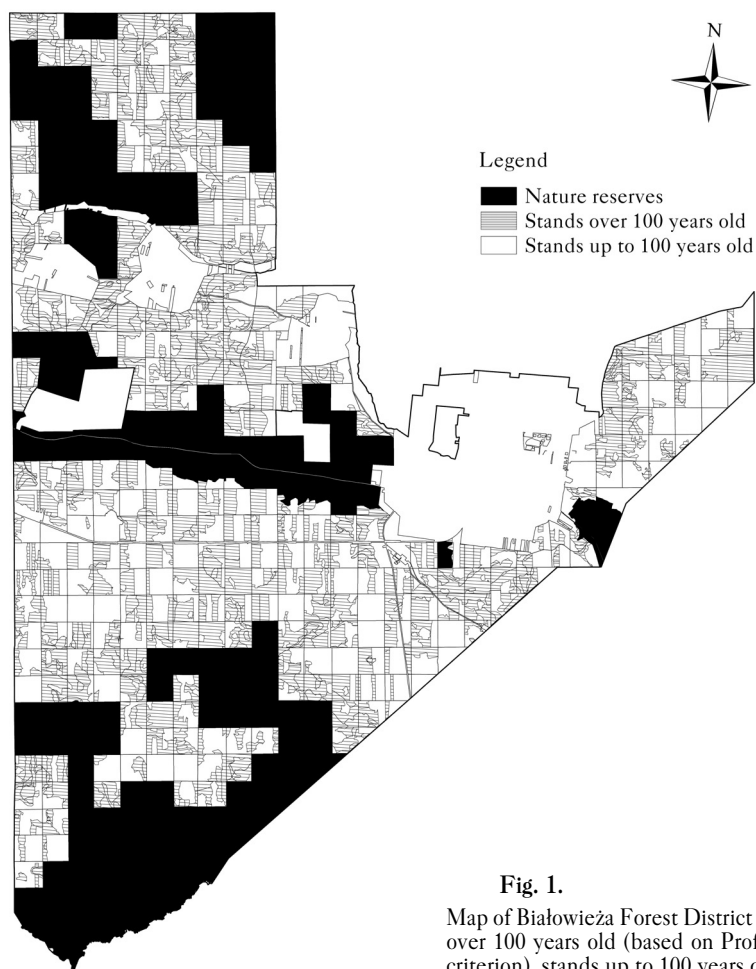 N
Legend
Nature reserves
Stands over 100 years old
Stands up to 100 years old
Fig. 1.
Map of Białowieża Forest District
over 100 years old (based on Prof
criterion), stands up to 100 years o